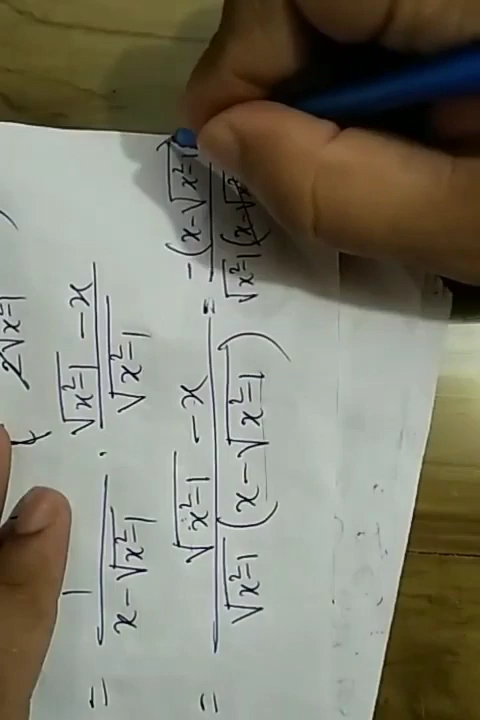 2√x²-1
= 1/(x-√x²-1) · (√x²-1 - x)/√x²-1
= (√x²-1 - x)/(√x²-1 (x-√x²-1)) = -(x-√x²-1)/(√x²-1 (x-√x²